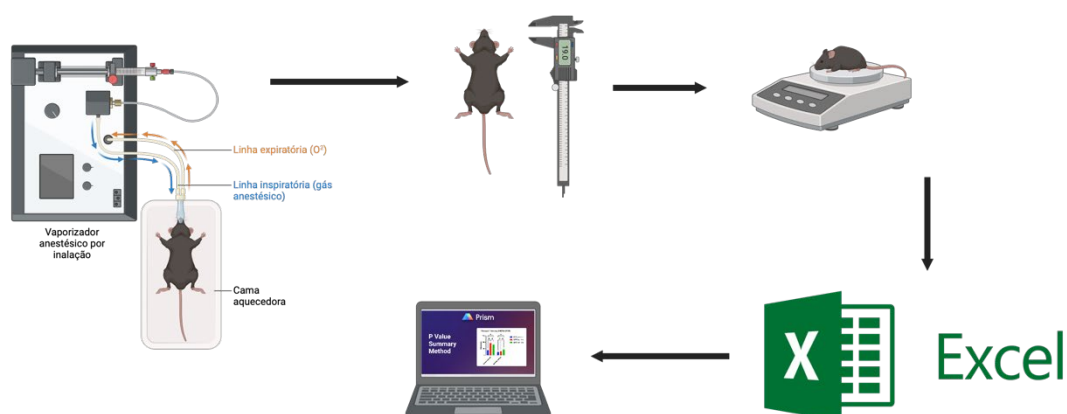 19.0
Linha expiratória (O²)
Linha inspiratória (gás
anestésico)
Vaporizador
anestésico por
inalação
Cama
aquecedora
Prism
P Value
Summary
Method
X
Excel